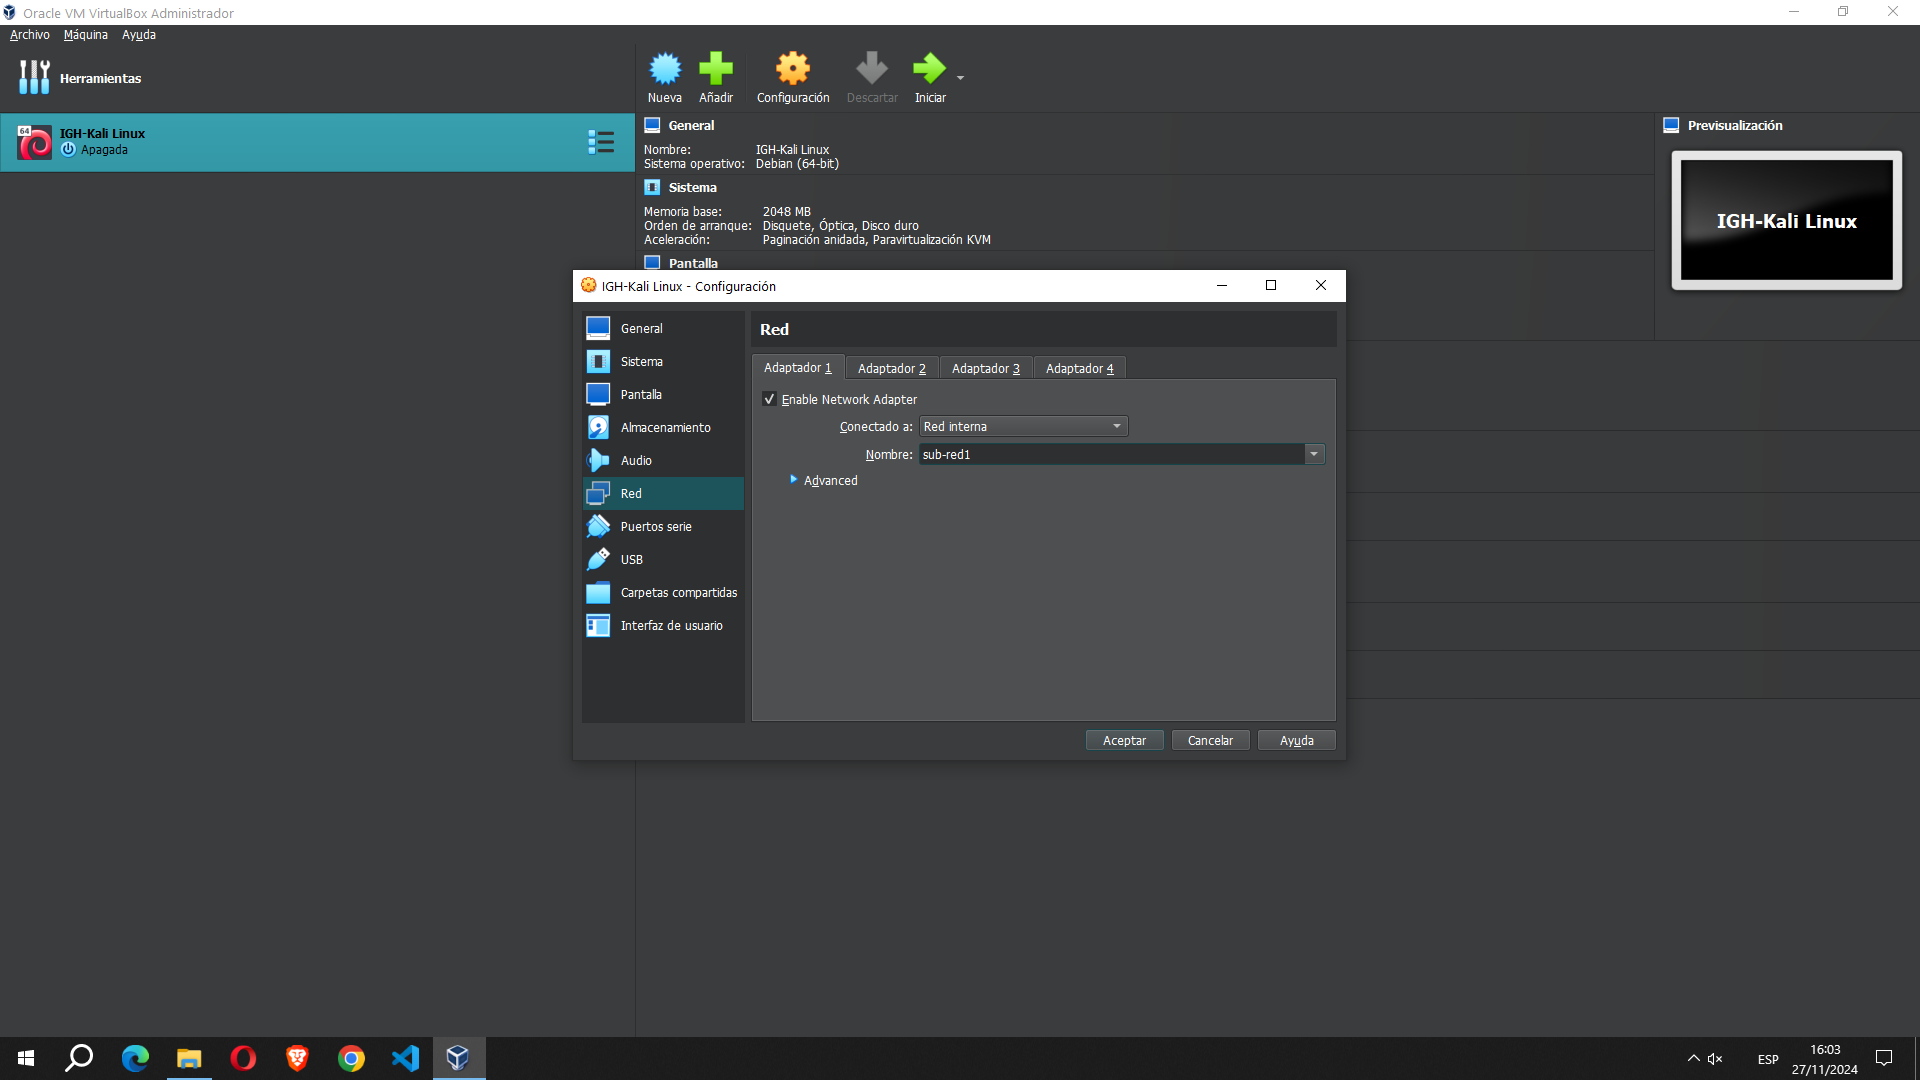 Oracle VM VirtualBox Administrador
Archivo Máquina Ayuda
Herramientas
Nueva Añadir Configuración Descartar Iniciar
64
IGH-Kali Linux
Apagada
General
Nombre: IGH-Kali Linux
Sistema operativo: Debian (64-bit)
Sistema
Memoria base: 2048 MB
Orden de arranque: Disquete, Óptica, Disco duro
Aceleración: Paginación anidada, Paravirtualización KVM
Pantalla
Previsualización
IGH-Kali Linux
IGH-Kali Linux - Configuración
General
Sistema
Pantalla
Almacenamiento
Audio
Red
Puertos serie
USB
Carpetas compartidas
Interfaz de usuario
Red
Adaptador 1 Adaptador 2 Adaptador 3 Adaptador 4
Enable Network Adapter
Conectado a: Red interna
Nombre: sub-red1
Advanced
Aceptar Cancelar Ayuda
ESP
16:03
27/11/2024